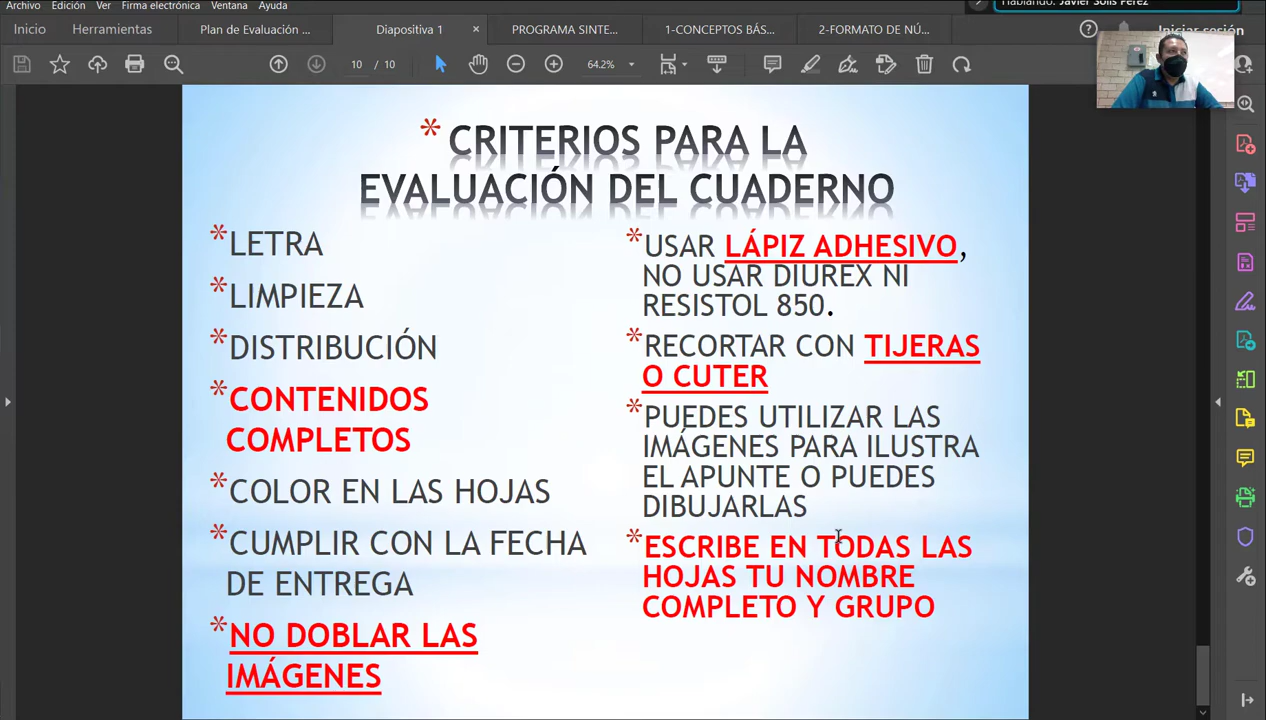 Archivo Edición Ver Firma electrónica Ventana Ayuda
Hablando: Javier Solis Perez
Inicio Herramientas Plan de Evaluación ... Diapositiva 1 × PROGRAMA SINTE... 1-CONCEPTOS BÁS... 2-FORMATO DE NÚ... Iniciar sesión
10 / 10 64.2%
* CRITERIOS PARA LA
EVALUACIÓN DEL CUADERNO
* LETRA
* LIMPIEZA
* DISTRIBUCIÓN
* CONTENIDOS
COMPLETOS
* COLOR EN LAS HOJAS
* CUMPLIR CON LA FECHA
DE ENTREGA
* NO DOBLAR LAS
IMÁGENES
* USAR LÁPIZ ADHESIVO,
NO USAR DIUREX NI
RESISTOL 850.
* RECORTAR CON TIJERAS
O CUTER
* PUEDES UTILIZAR LAS
IMÁGENES PARA ILUSTRA
EL APUNTE O PUEDES
DIBUJARLAS
* ESCRIBE EN TODAS LAS
HOJAS TU NOMBRE
COMPLETO Y GRUPO